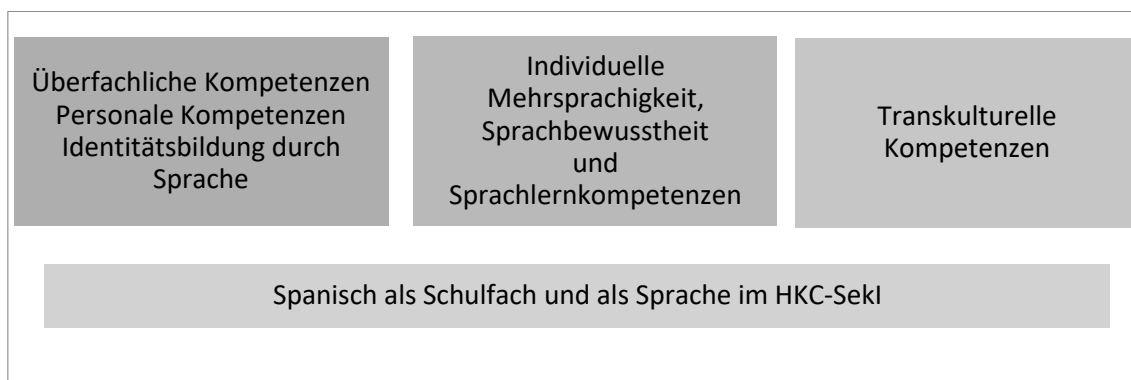 Überfachliche Kompetenzen
Personale Kompetenzen
Identitätsbildung durch
Sprache
Individuelle
Mehrsprachigkeit,
Sprachbewusstheit
und
Sprachlernkompetenzen
Transkulturelle
Kompetenzen
Spanisch als Schulfach und als Sprache im HKC-SekI